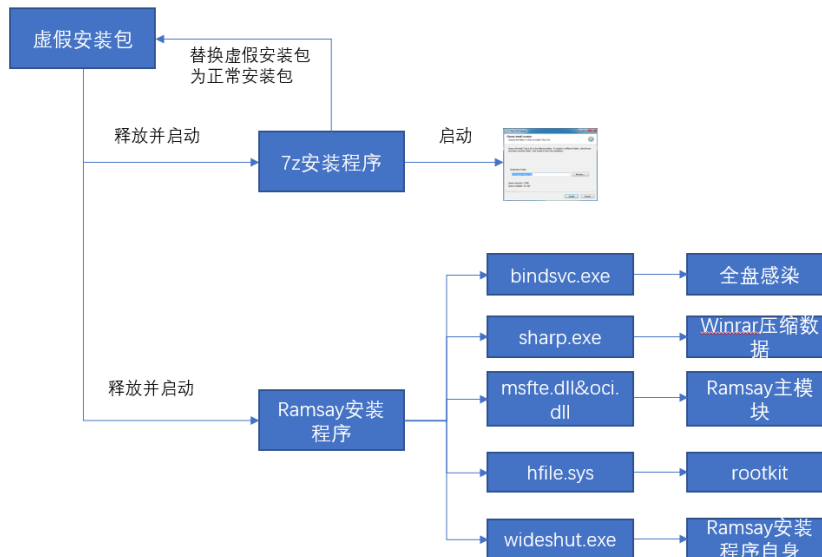 虚假安装包
替换虚假安装包
为正常安装包
释放并启动
启动
7z安装程序
bindsvc.exe
全盘感染
sharp.exe
Winrar压缩数
据
释放并启动
msfte.dll&oci.
dll
Ramsay主模
块
Ramsay安装
程序
hfile.sys
rootkit
wideshut.exe
Ramsay安装
程序自身